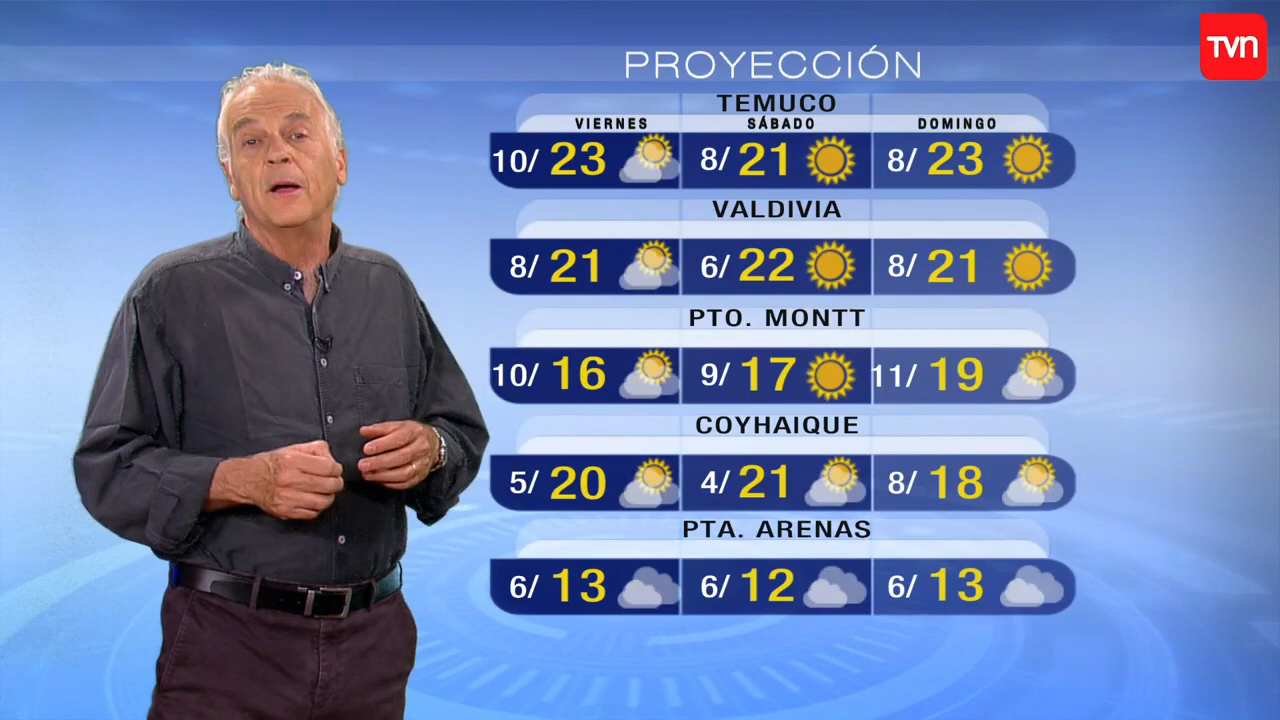 TVN
PROYECCIÓN
TEMUCO
VIERNES SÁBADO DOMINGO
10/ 23 8/ 21 8/ 23
VALDIVIA
8/ 21 6/ 22 8/ 21
PTO. MONTT
10/ 16 9/ 17 11/ 19
COYHAIQUE
5/ 20 4/ 21 8/ 18
PTA. ARENAS
6/ 13 6/ 12 6/ 13